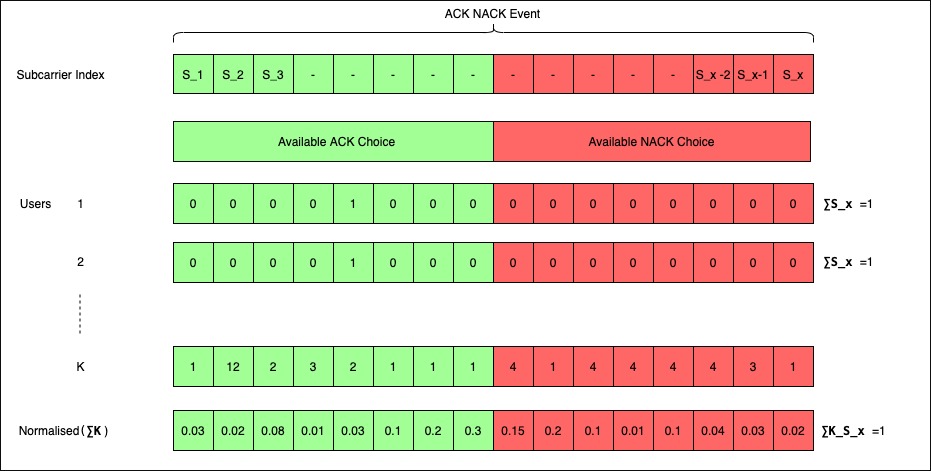 ACK NACK Event
Subcarrier Index S_1 S_2 S_3 - - - - - - - - - - S_x -2 S_x-1 S_x
Available ACK Choice Available NACK Choice
Users 1 0 0 0 0 1 0 0 0 0 0 0 0 0 0 0 0 ∑S_x =1
2 0 0 0 0 1 0 0 0 0 0 0 0 0 0 0 0 ∑S_x =1
K 1 12 2 3 2 1 1 1 4 1 4 4 4 4 3 1
Normalised(∑K) 0.03 0.02 0.08 0.01 0.03 0.1 0.2 0.3 0.15 0.2 0.1 0.01 0.1 0.04 0.03 0.02 ∑K_S_x =1